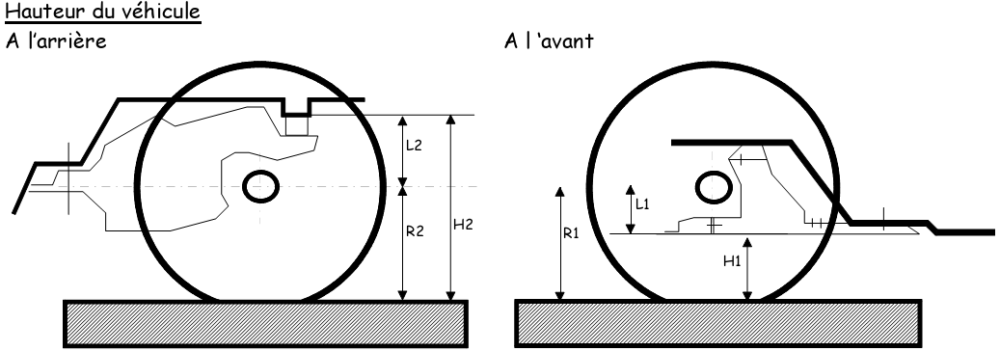 Hauteur du véhicule
A l'arrière
A l 'avant
L2
R2
H2
R1
L1
H1